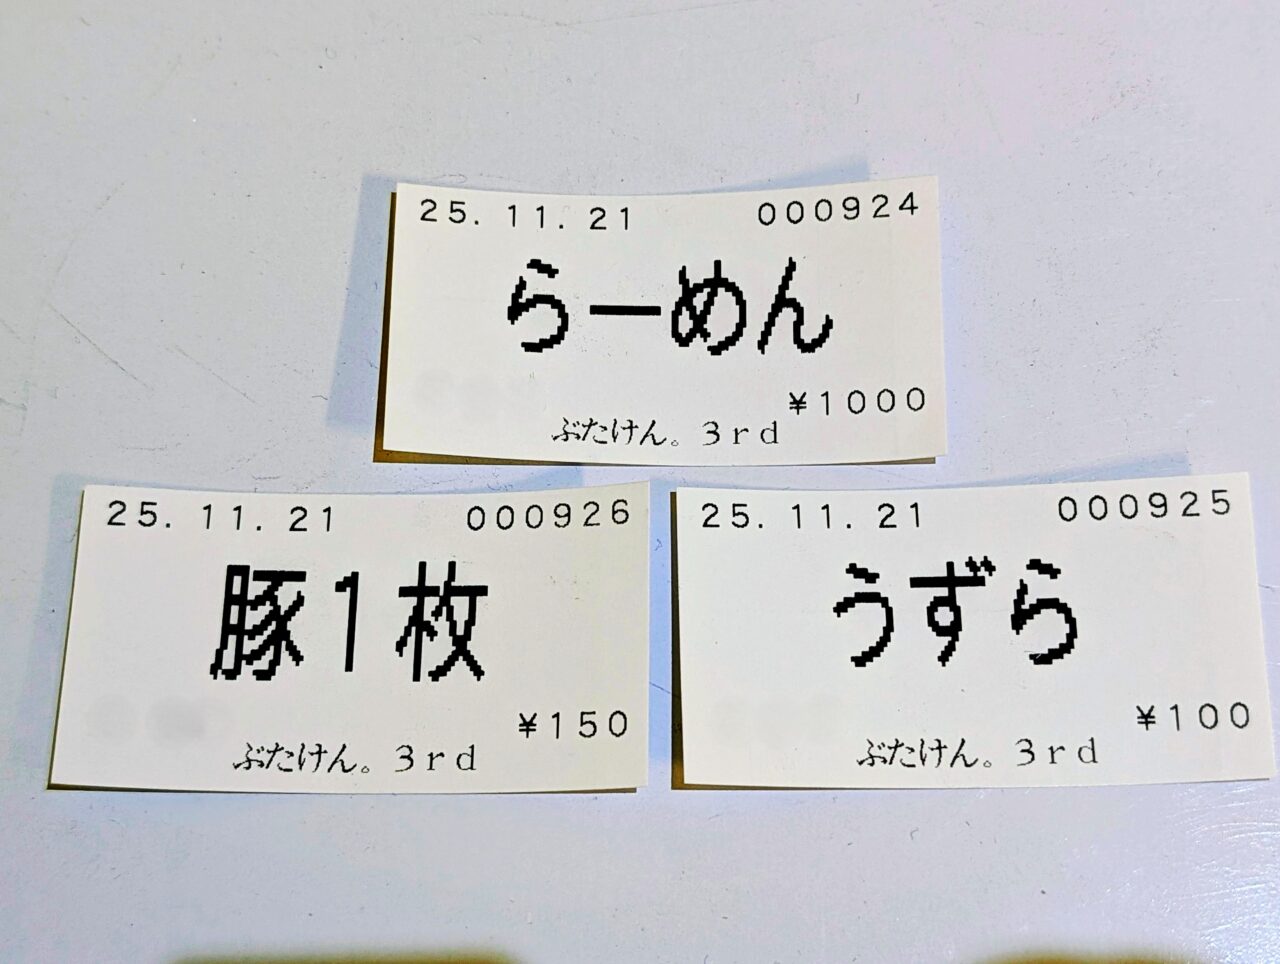 25.11.21 000924
らーめん
¥1000
ぶたけん。3rd
25.11.21 000926
豚1枚
¥150
ぶたけん。3rd
25.11.21 000925
うずら
¥100
ぶたけん。3rd